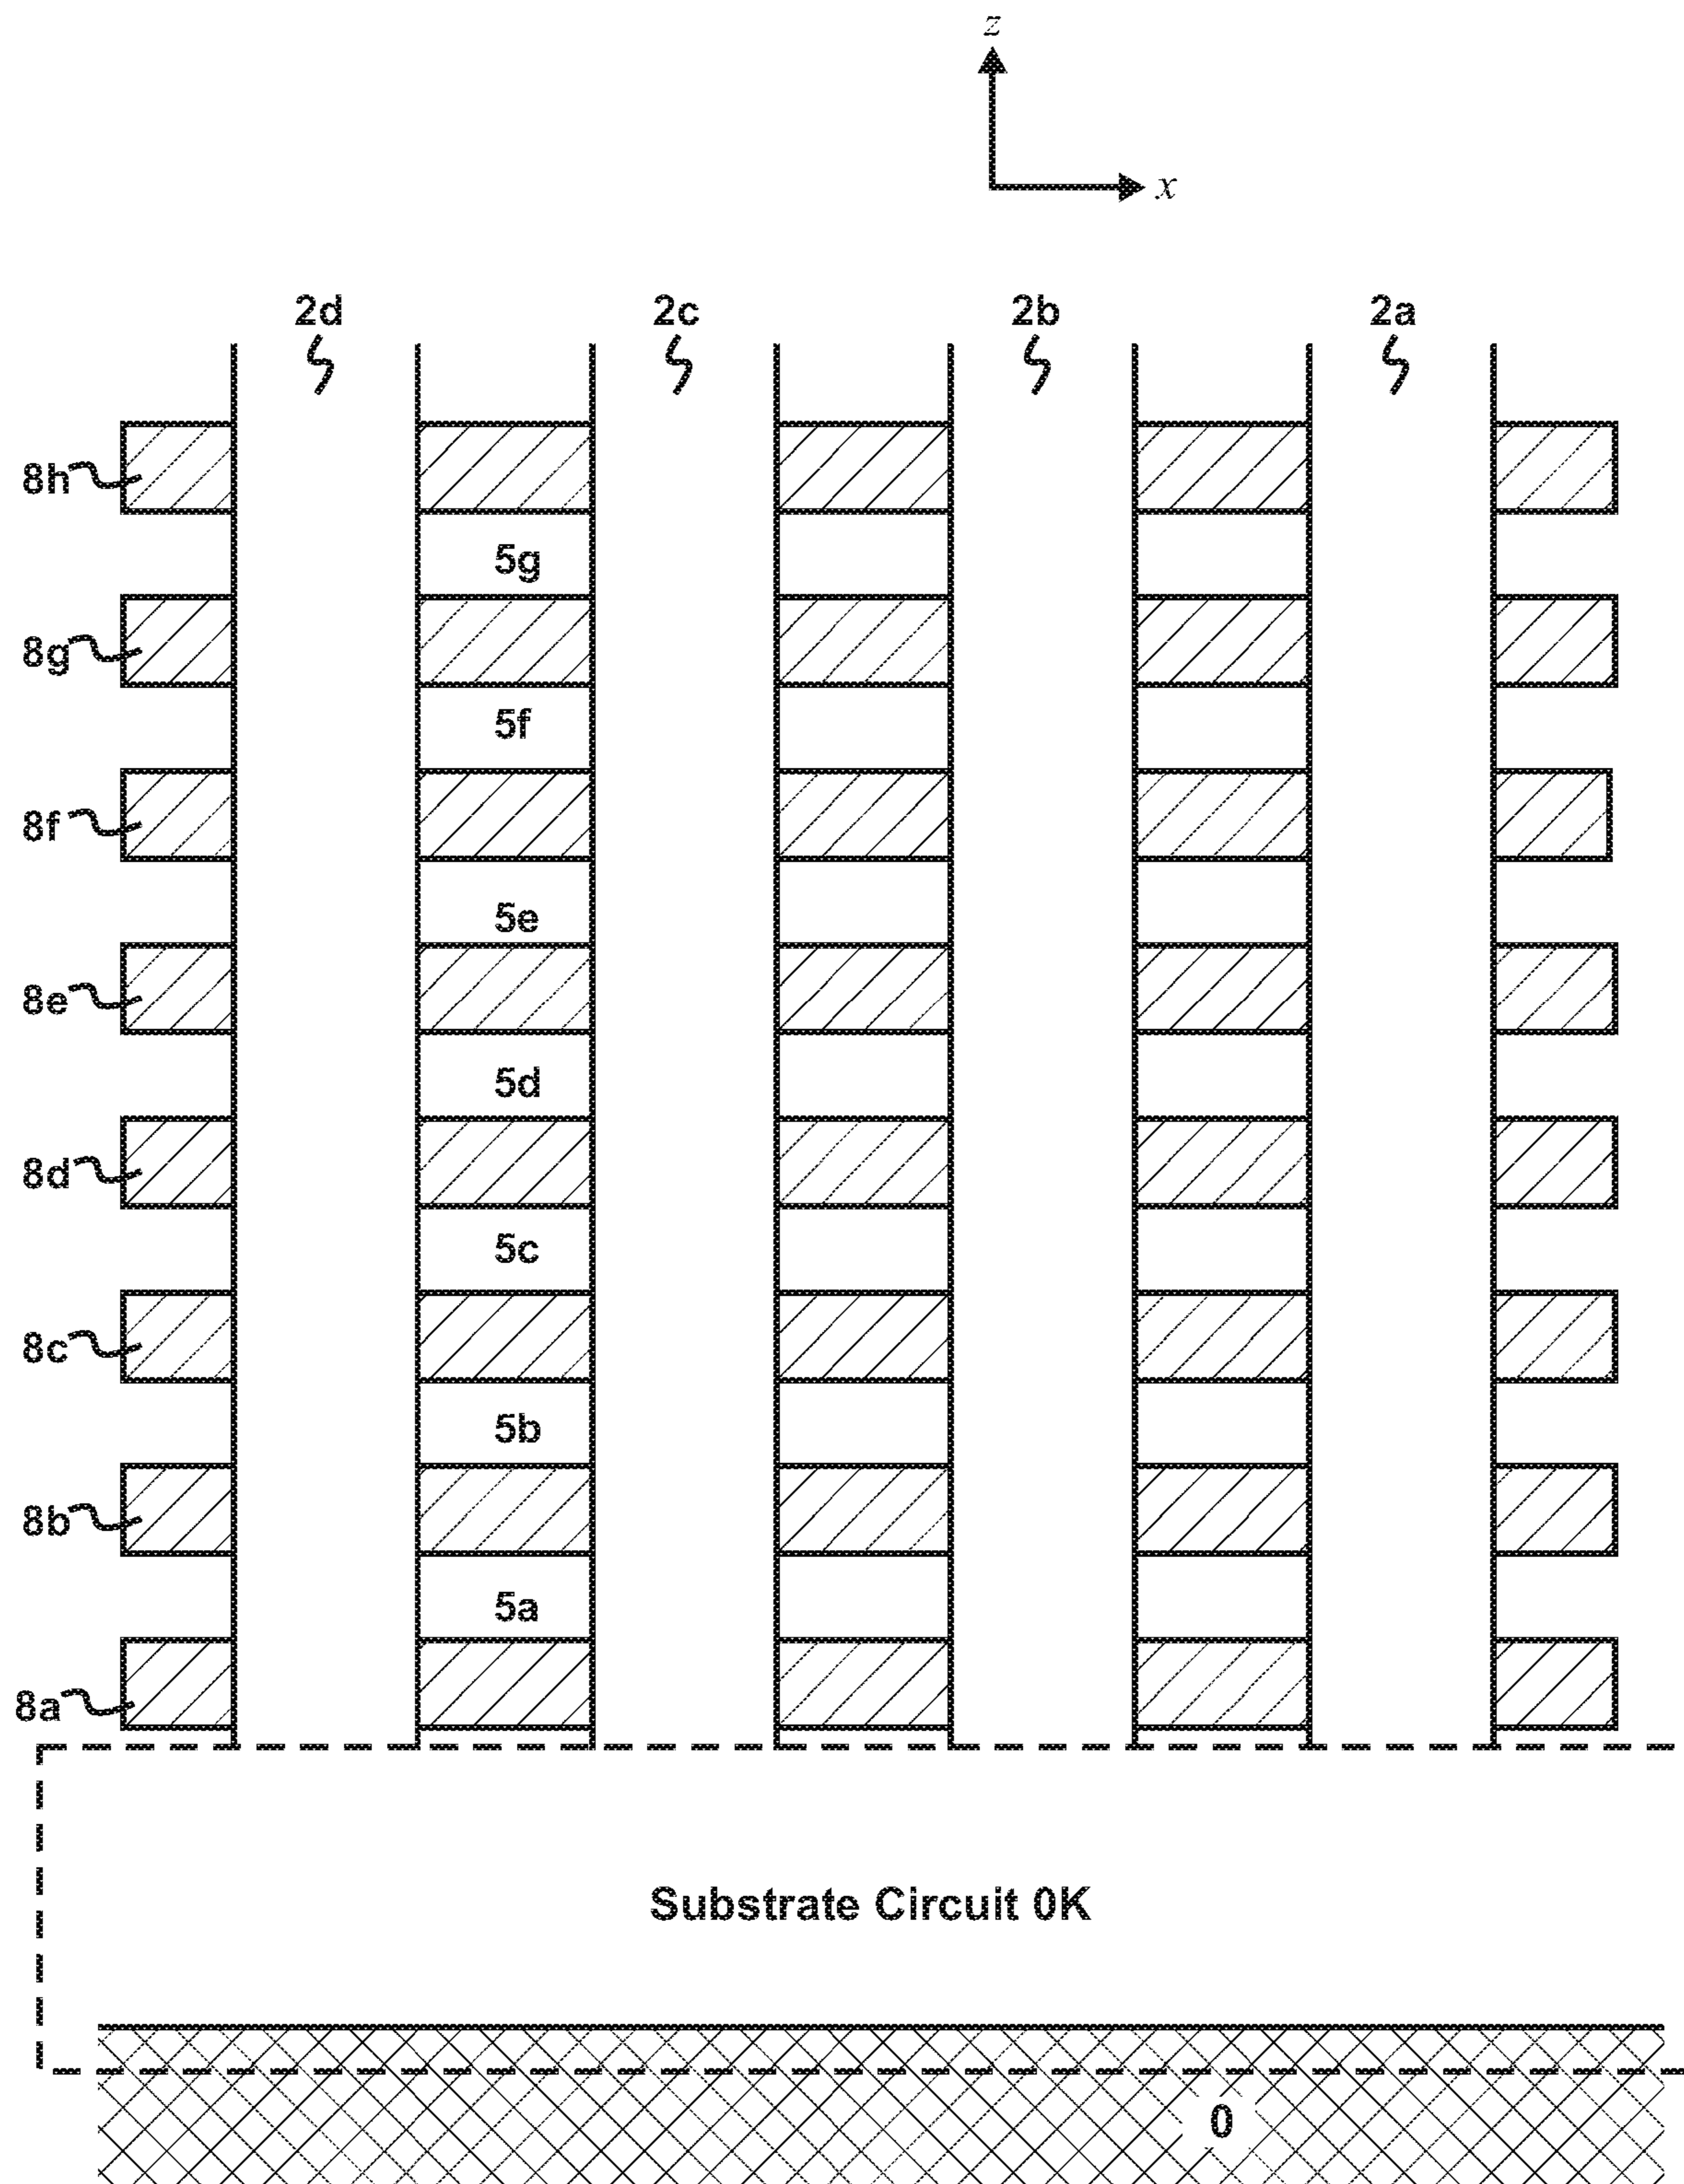 z
x
2d 2c 2b 2a
8h
5g
8g
5f
8f
5e
8e
5d
8d
5c
8c
5b
8b
5a
8a
Substrate Circuit 0K
0